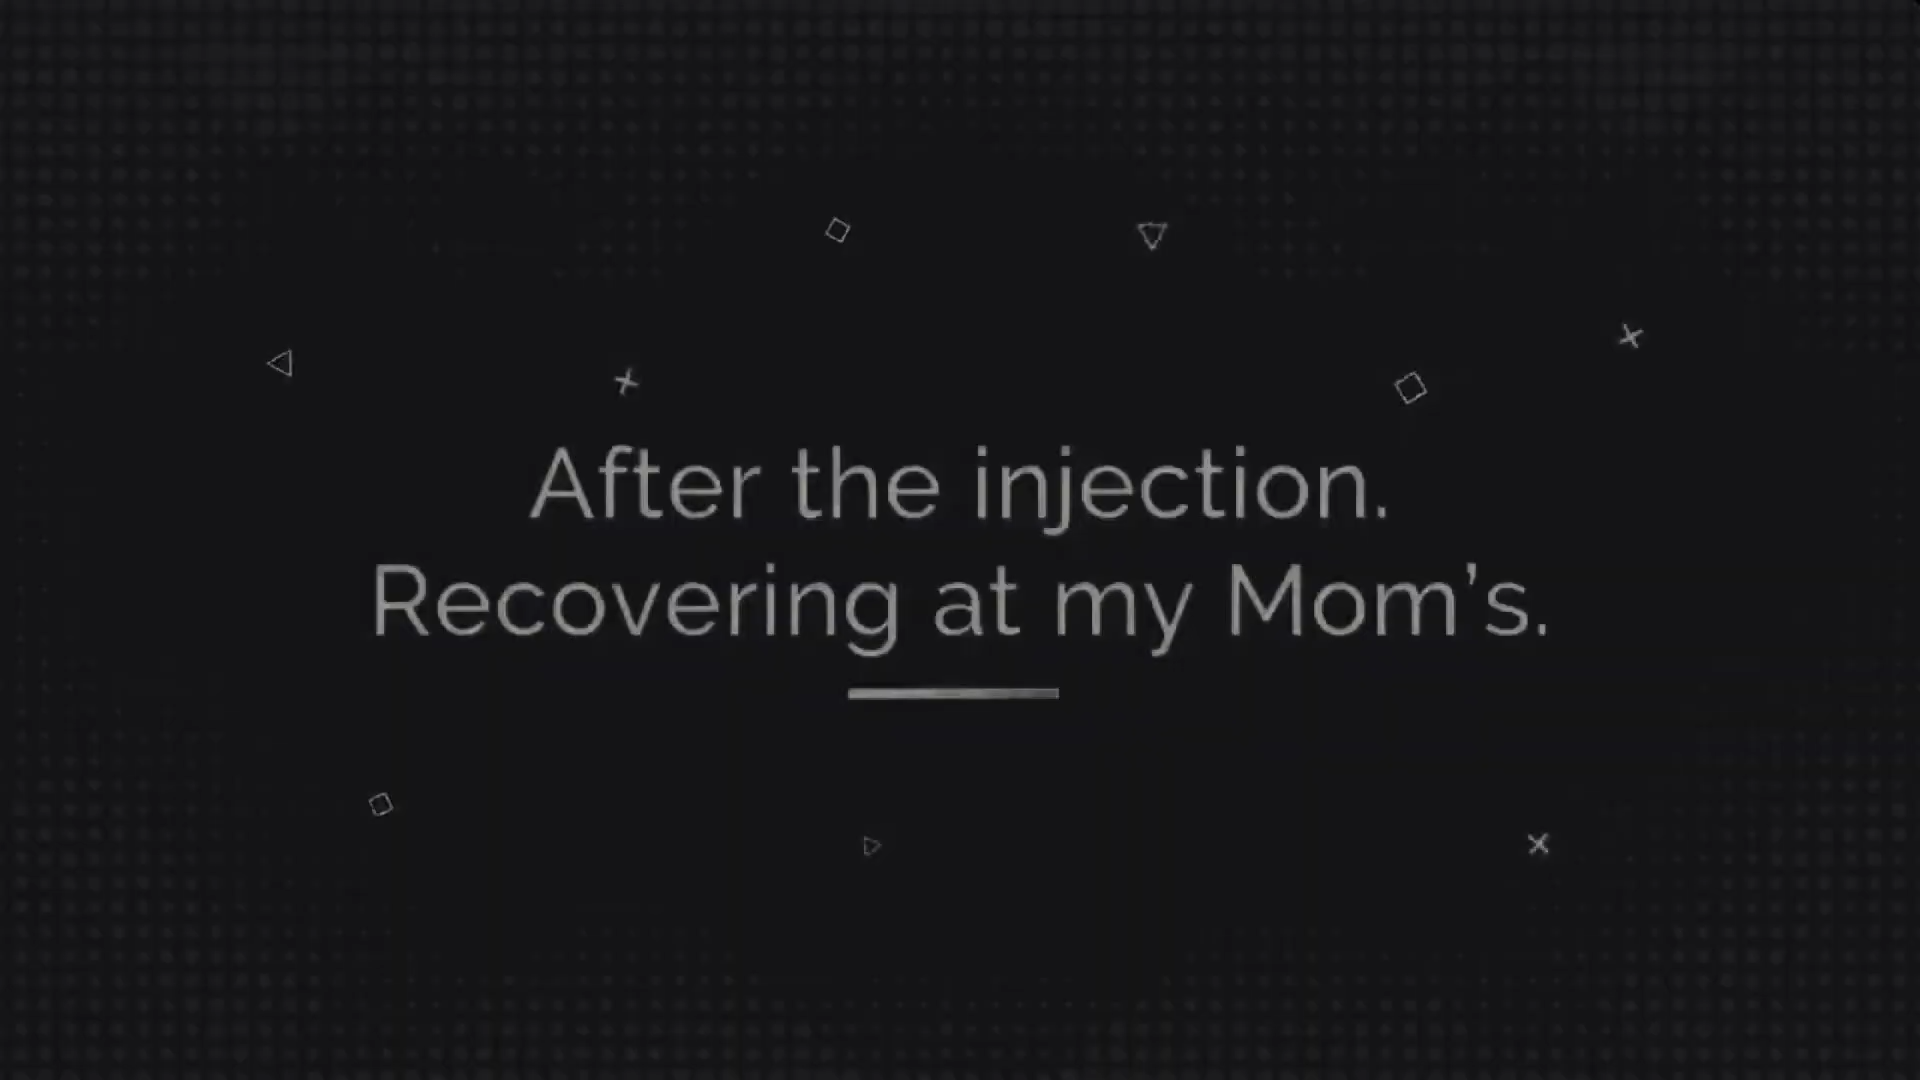 After the injection.
Recovering at my Mom’s.